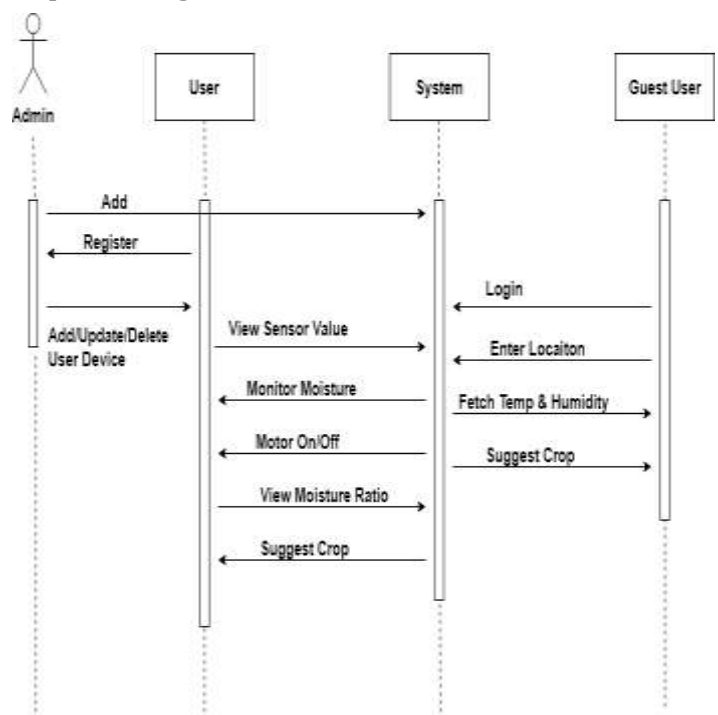 User
System
Guest User
Admin
Add
Register
Login
View Sensor Value
Add/Update/Delete
User Device
Enter Locaiton
Monitor Moisture
Fetch Temp & Humidity
Motor On/Off
Suggest Crop
View Moisture Ratio
Suggest Crop